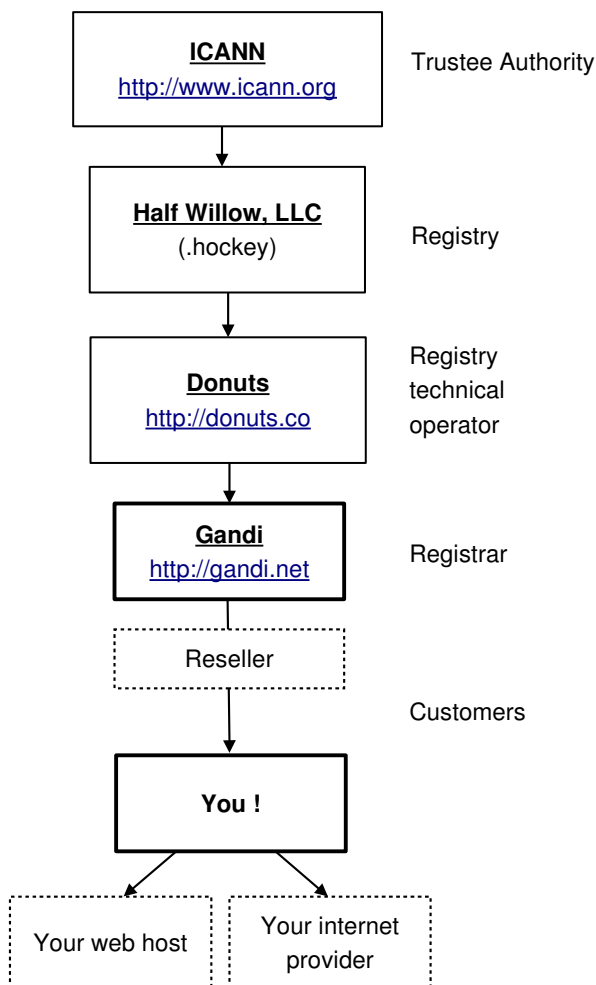 ICANN
http://www.icann.org
Trustee Authority
Half Willow, LLC
(.hockey)
Registry
Donuts
http://donuts.co
Registry
technical
operator
Gandi
http://gandi.net
Registrar
Reseller
Customers
You !
Your web host
Your internet
provider